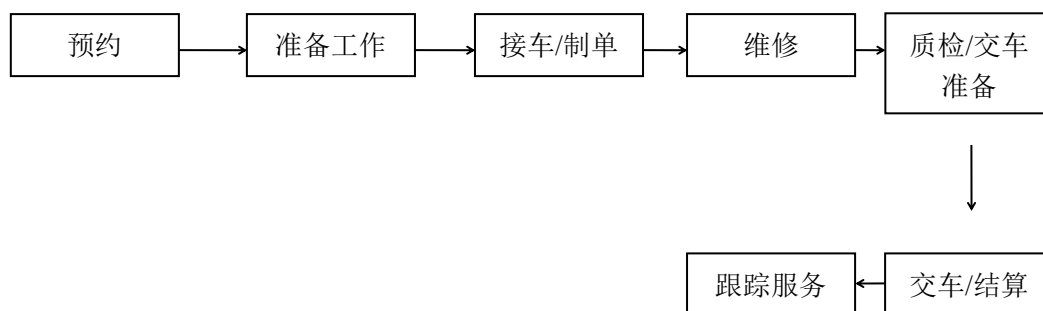 预约
准备工作
接车/制单
维修
质检/交车
准备
跟踪服务
交车/结算